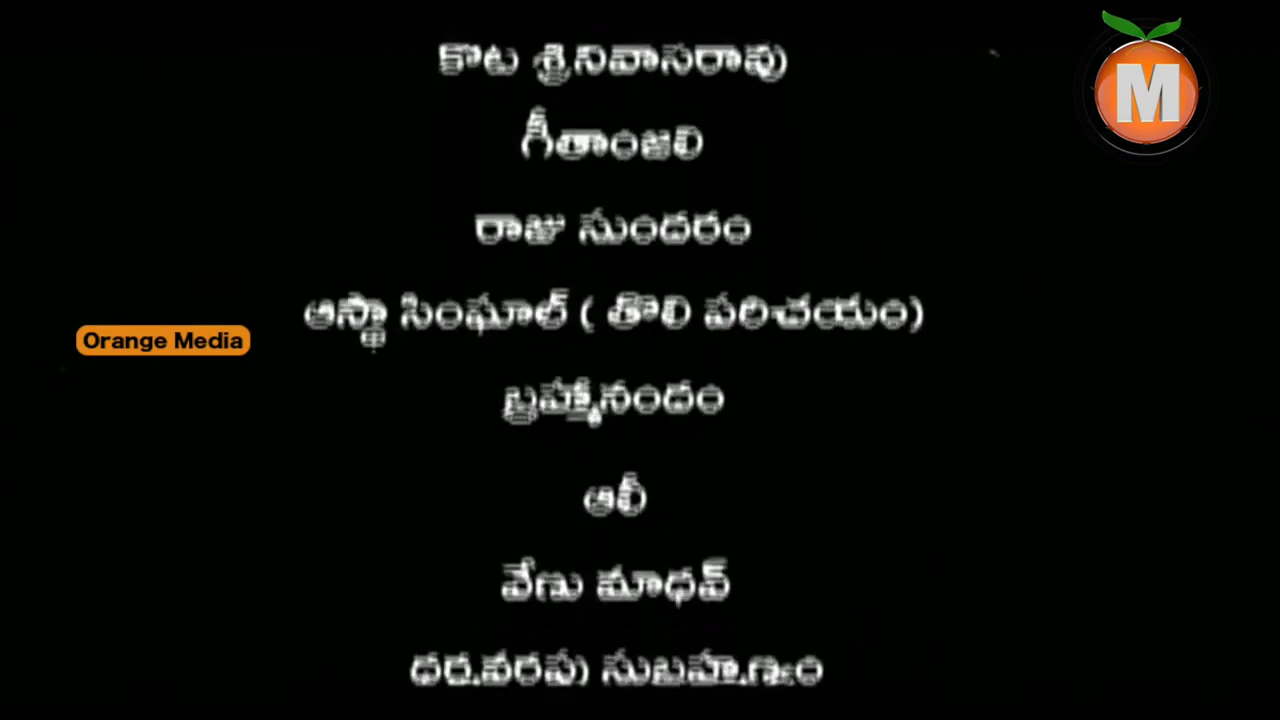 M
కొట శ్రీనివాసరావు
గీతాంజలి
రాజు సుందరం
ఆస్థా సింఘాల్ ( తొలి పరిచయం)
Orange Media
బ్రహ్మానందం
ఆలీ
వేణు మాధవ్
ధర్మవరపు సుబ్రహ్మణ్యం